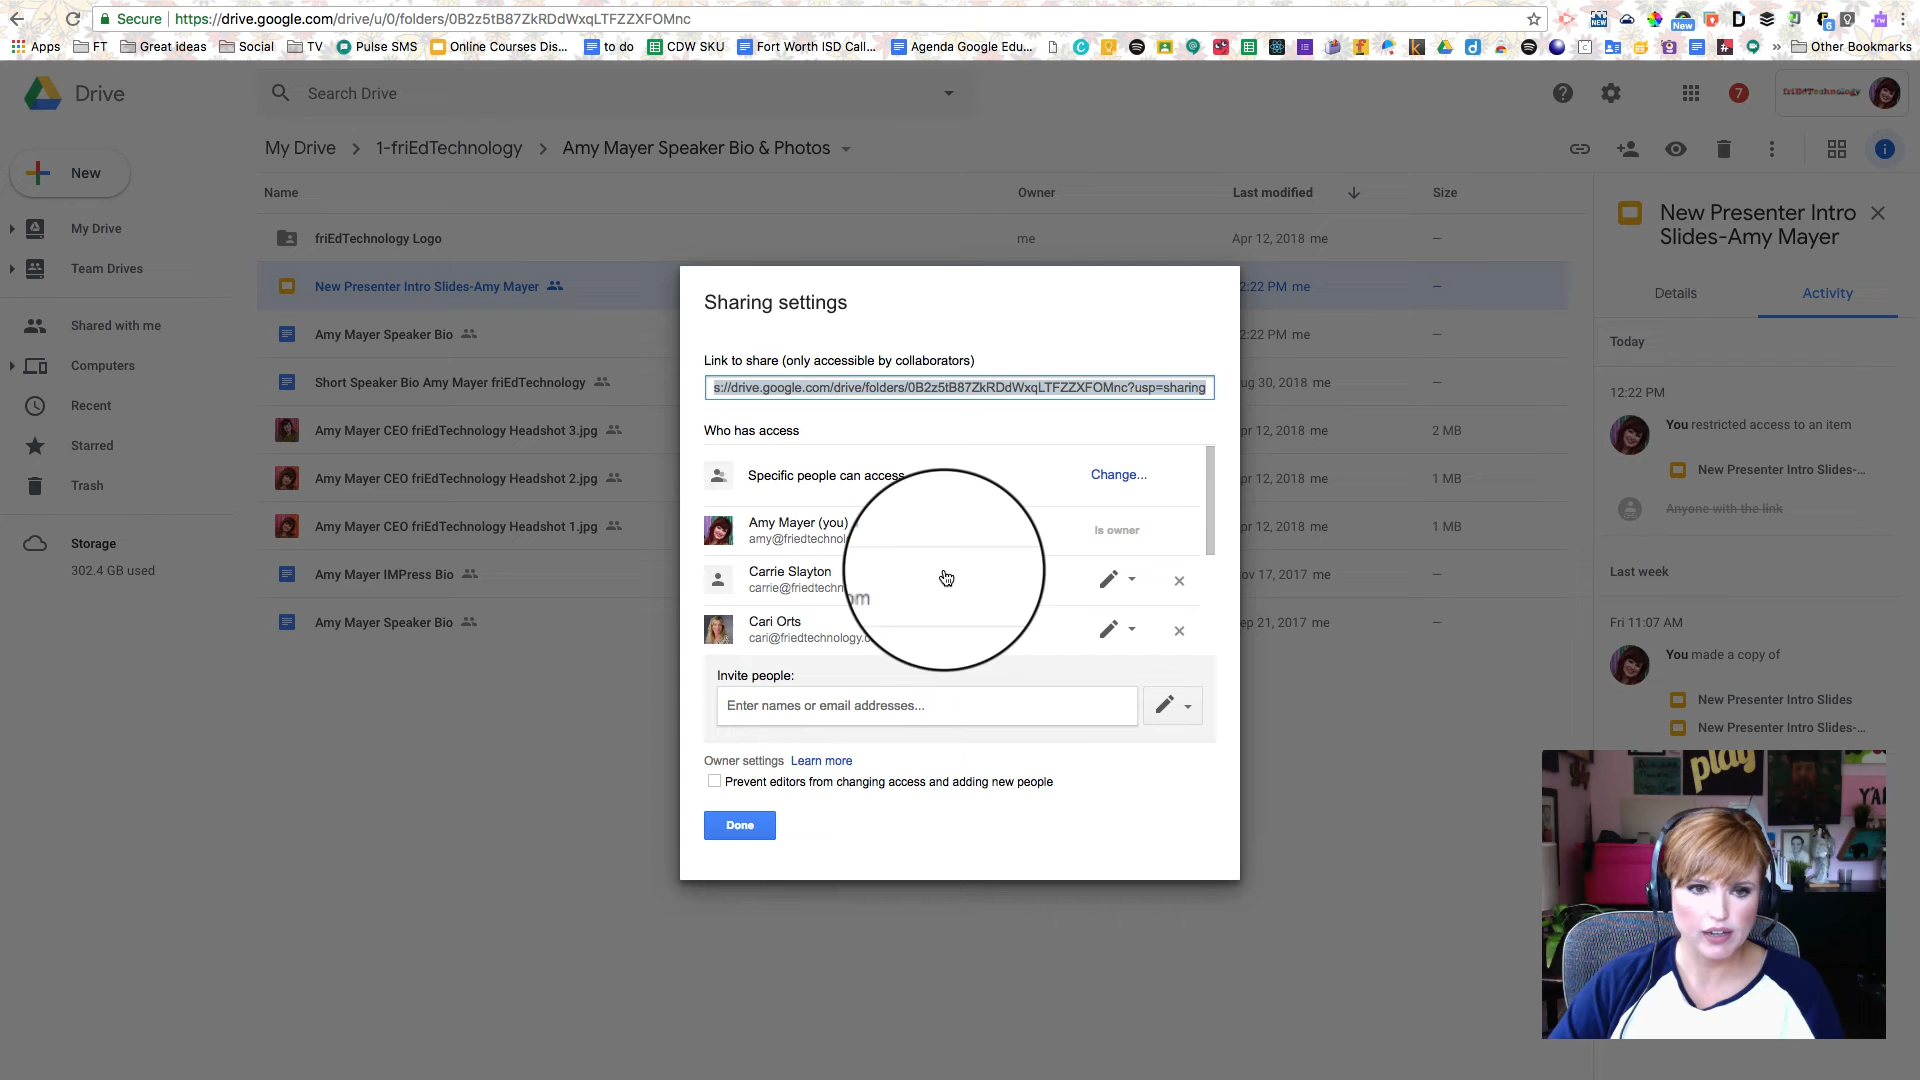 Secure | https://drive.google.com/drive/u/0/folders/0B2z5tB87ZkRDdWxqLTFZZXFOMnc
Apps FT Great ideas Social TV Pulse SMS Online Courses Dis... to do CDW SKU Fort Worth ISD Call... Agenda Google Edu... » Other Bookmarks
Drive
Search Drive
7
friEdTechnology
My Drive > 1-friEdTechnology > Amy Mayer Speaker Bio & Photos
New
My Drive
Team Drives
Shared with me
Computers
Recent
Starred
Trash
Storage
302.4 GB used
Name Owner Last modified Size
friEdTechnology Logo me Apr 12, 2018 me —
New Presenter Intro Slides-Amy Mayer 2:22 PM me —
Amy Mayer Speaker Bio 2:22 PM me —
Short Speaker Bio Amy Mayer friEdTechnology ug 30, 2018 me —
Amy Mayer CEO friEdTechnology Headshot 3.jpg pr 12, 2018 me 2 MB
Amy Mayer CEO friEdTechnology Headshot 2.jpg pr 12, 2018 me 1 MB
Amy Mayer CEO friEdTechnology Headshot 1.jpg pr 12, 2018 me 1 MB
Amy Mayer IMPress Bio ov 17, 2017 me —
Amy Mayer Speaker Bio ep 21, 2017 me —
Sharing settings
Link to share (only accessible by collaborators)
s://drive.google.com/drive/folders/0B2z5tB87ZkRDdWxqLTFZZXFOMnc?usp=sharing
Who has access
Specific people can access Change...
Amy Mayer (you)
amy@friedtechnol
Is owner
Carrie Slayton
carrie@friedtechn
om
Cari Orts
cari@friedtechnology.c
Invite people:
Enter names or email addresses...
Owner settings Learn more
Prevent editors from changing access and adding new people
Done
New Presenter Intro
Slides-Amy Mayer
Details Activity
Today
12:22 PM
You restricted access to an item
New Presenter Intro Slides-...
Anyone with the link
Last week
Fri 11:07 AM
You made a copy of
New Presenter Intro Slides
New Presenter Intro Slides-...
play